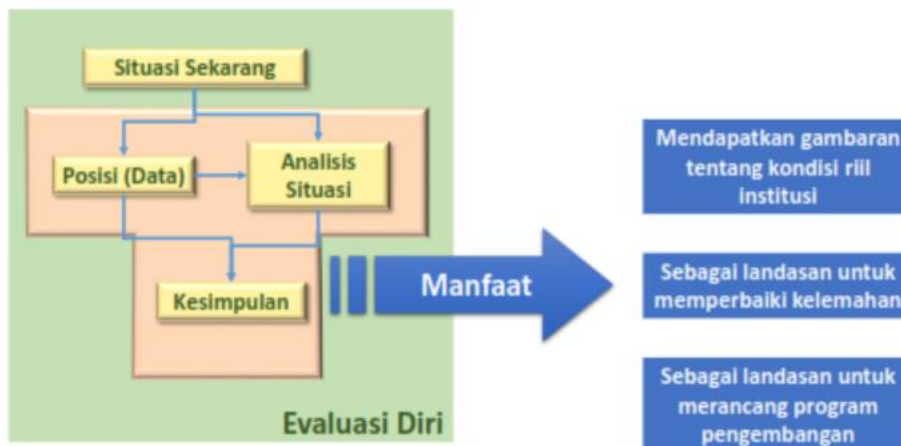 Situasi Sekarang
Posisi (Data)
Analisis
Situasi
Kesimpulan
Evaluasi Diri
Manfaat
Mendapatkan gambaran
tentang kondisi riil
institusi
Sebagai landasan untuk
memperbaiki kelemahan
Sebagai landasan untuk
merancang program
pengembangan